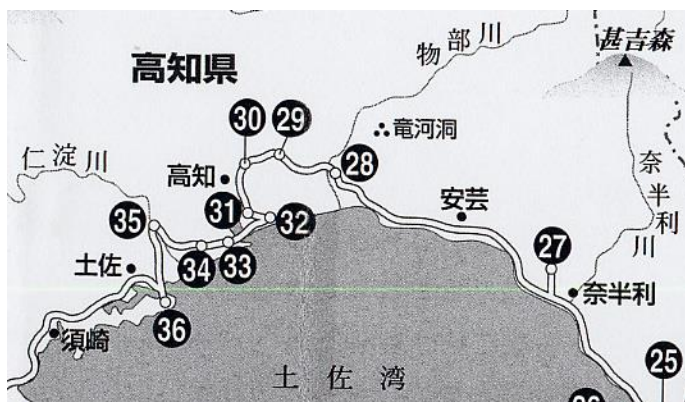 甚吉森
物部川
高知県
竜河洞
30
29
28
仁淀川
高知
奈半利川
安芸
31
32
35
27
34
33
土佐
奈半利
36
須崎
25
土佐湾